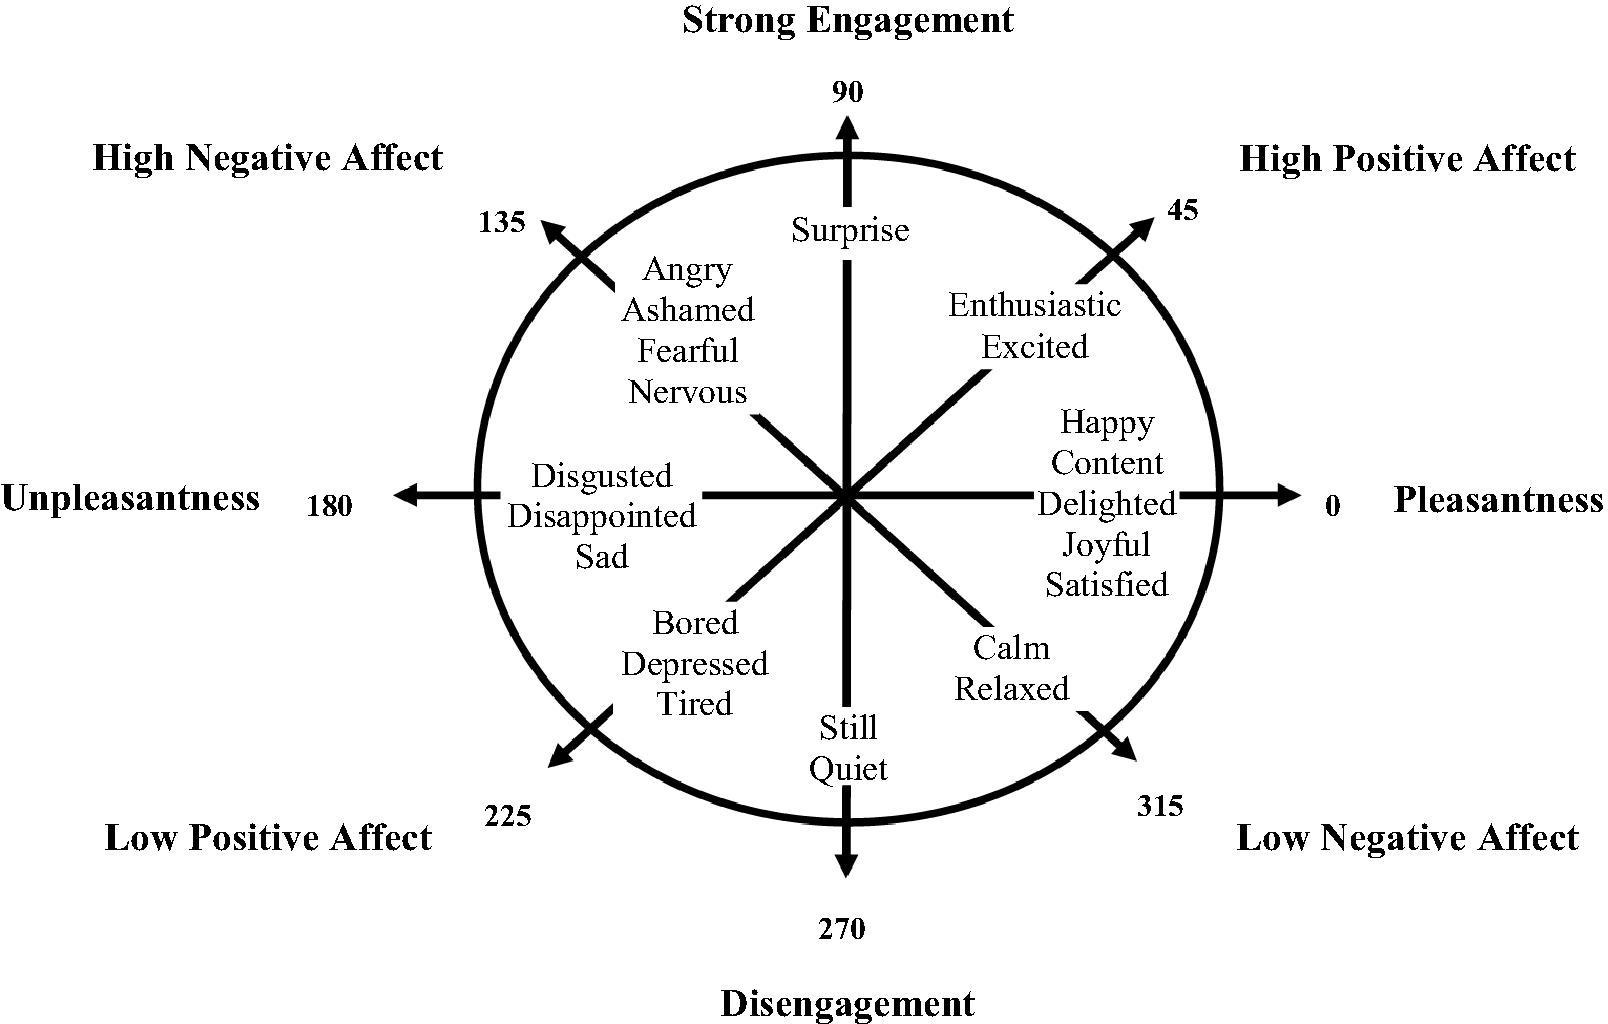 Strong Engagement
90
High Negative Affect
High Positive Affect
135
45
Surprise
Angry
Ashamed
Fearful
Nervous
Enthusiastic
Excited
Happy
Content
Delighted
Joyful
Satisfied
Unpleasantness
180
Disgusted
Disappointed
Sad
0
Pleasantness
Bored
Depressed
Tired
Calm
Relaxed
Still
Quiet
225
315
Low Positive Affect
Low Negative Affect
270
Disengagement